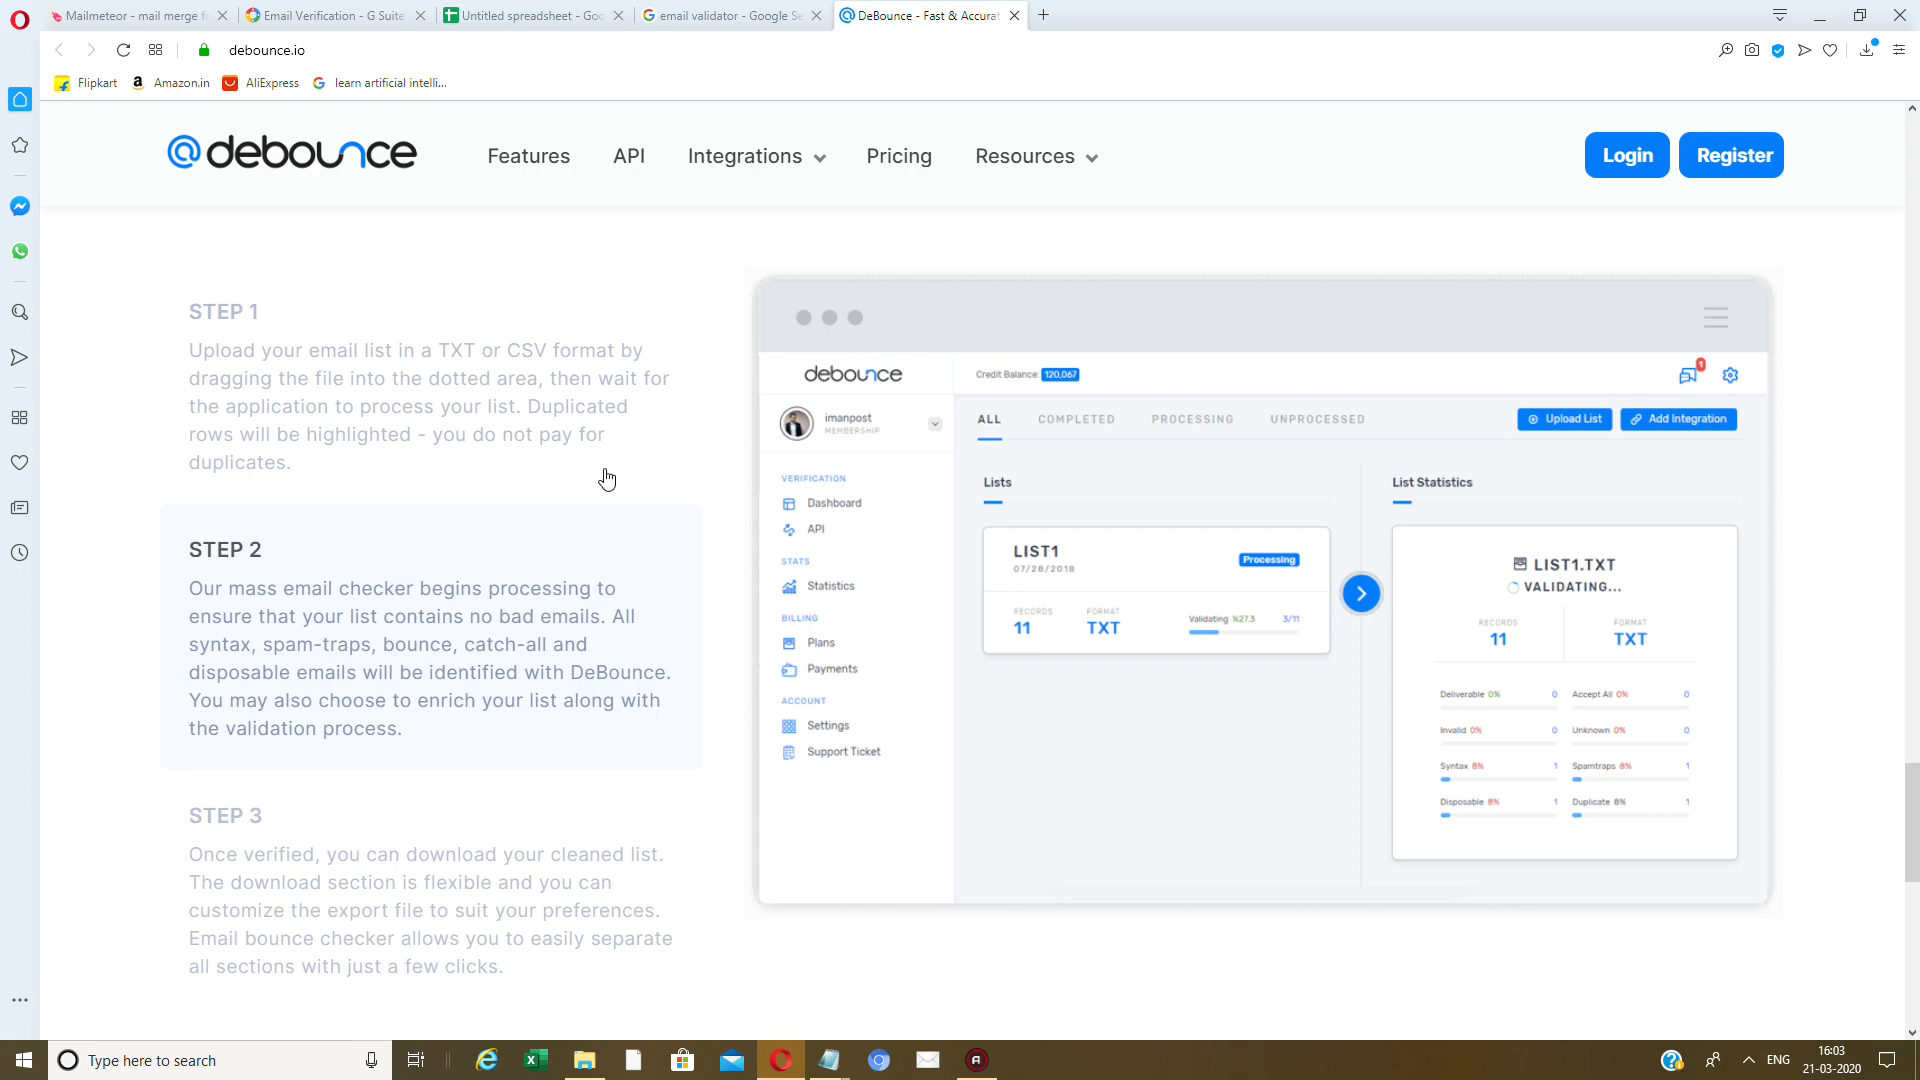 Mailmeteor - mail merge f
Email Verification - G Suite
Untitled spreadsheet - Goo
email validator - Google Se
DeBounce - Fast & Accurat
debounce.io
Flipkart
Amazon.in
AliExpress
learn artificial intelli...
debounce
Features
API
Integrations
Pricing
Resources
Login
Register
STEP 1
Upload your email list in a TXT or CSV format by
dragging the file into the dotted area, then wait for
the application to process your list. Duplicated
rows will be highlighted - you do not pay for
duplicates.
STEP 2
Our mass email checker begins processing to
ensure that your list contains no bad emails. All
syntax, spam-traps, bounce, catch-all and
disposable emails will be identified with DeBounce.
You may also choose to enrich your list along with
the validation process.
STEP 3
Once verified, you can download your cleaned list.
The download section is flexible and you can
customize the export file to suit your preferences.
Email bounce checker allows you to easily separate
all sections with just a few clicks.
debounce
Credit Balance: 120,067
1
imanpost
MEMBERSHIP
ALL
COMPLETED
PROCESSING
UNPROCESSED
Upload List
Add Integration
VERIFICATION
Dashboard
API
STATS
Statistics
BILLING
Plans
Payments
ACCOUNT
Settings
Support Ticket
Lists
LIST1
07/28/2018
Processing
RECORDS
11
FORMAT
TXT
Validating %27.3
3/11
List Statistics
LIST1.TXT
VALIDATING...
RECORDS
11
FORMAT
TXT
Deliverable 0% 0
Accept All 0% 0
Invalid 0% 0
Unknown 0% 0
Syntax 8% 1
Spamtraps 8% 1
Disposable 8% 1
Duplicate 8% 1
Type here to search
ENG
16:03
21-03-2020